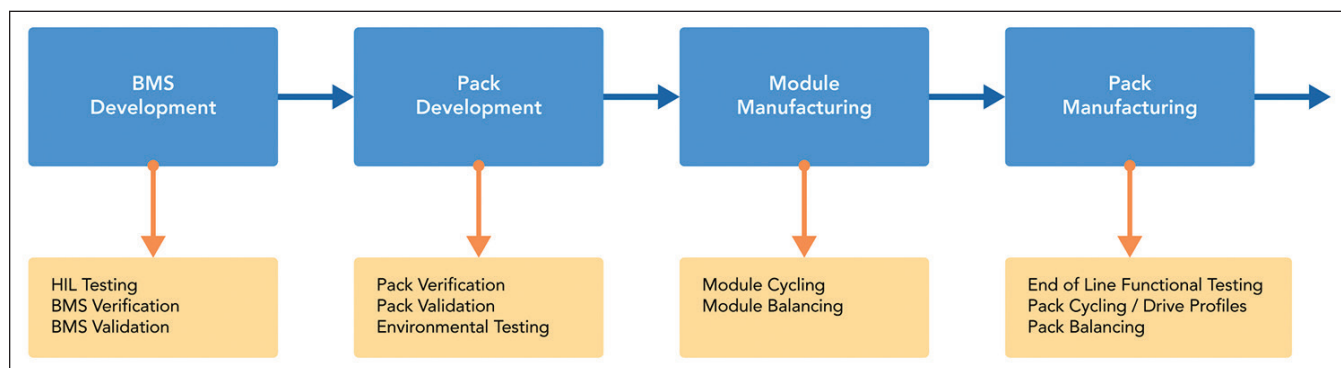 BMS
Development
Pack
Development
Module
Manufacturing
Pack
Manufacturing
HIL Testing
BMS Verification
BMS Validation
Pack Verification
Pack Validation
Environmental Testing
Module Cycling
Module Balancing
End of Line Functional Testing
Pack Cycling / Drive Profiles
Pack Balancing